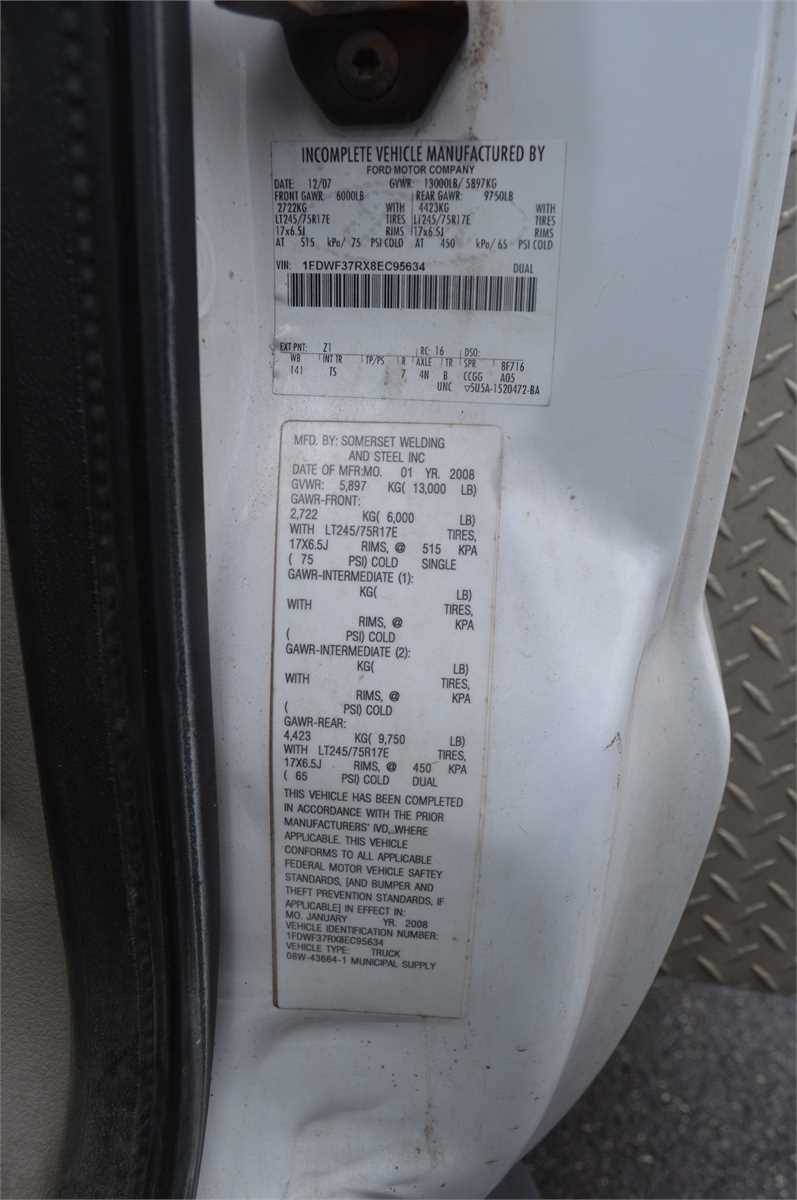 INCOMPLETE VEHICLE MANUFACTURED BY
FORD MOTOR COMPANY
DATE: 12/07 GVWR: 13000LB/ 5897KG
FRONT GAWR: 6000LB REAR GAWR: 9750LB
2722KG WITH 4423KG WITH
LT245/75R17E TIRES LT245/75R17E TIRES
17x6.5J RIMS 17x6.5J RIMS
AT 515 kPa/ 75 PSI COLD AT 450 kPa/ 65 PSI COLD
VIN: 1FDWF37RX8EC95634 DUAL
EXT PNT: Z1 RC: 16 DSO:
WB INT TR TP/PS R AXLE TR SPR 8F716
141 TS 7 4N B CCGG A05
UNC ▽5U5A-1520472-BA
MFD. BY: SOMERSET WELDING
AND STEEL INC
DATE OF MFR:MO. 01 YR. 2008
GVWR: 5,897 KG( 13,000 LB)
GAWR-FRONT:
2,722 KG( 6,000 LB)
WITH LT245/75R17E TIRES,
17X6.5J RIMS, @ 515 KPA
( 75 PSI) COLD SINGLE
GAWR-INTERMEDIATE (1):
KG( LB)
WITH TIRES,
RIMS, @ KPA
( PSI) COLD
GAWR-INTERMEDIATE (2):
KG( LB)
WITH TIRES,
RIMS, @ KPA
( PSI) COLD
GAWR-REAR:
4,423 KG( 9,750 LB)
WITH LT245/75R17E TIRES,
17X6.5J RIMS, @ 450 KPA
( 65 PSI) COLD DUAL
THIS VEHICLE HAS BEEN COMPLETED
IN ACCORDANCE WITH THE PRIOR
MANUFACTURERS' IVD,.WHERE
APPLICABLE. THIS VEHICLE
CONFORMS TO ALL APPLICABLE
FEDERAL MOTOR VEHICLE SAFTEY
STANDARDS, [AND BUMPER AND
THEFT PREVENTION STANDARDS, IF
APPLICABLE] IN EFFECT IN:
MO. JANUARY YR. 2008
VEHICLE IDENTIFICATION NUMBER:
1FDWF37RX8EC95634
VEHICLE TYPE: TRUCK
08W-43664-1 MUNICIPAL SUPPLY